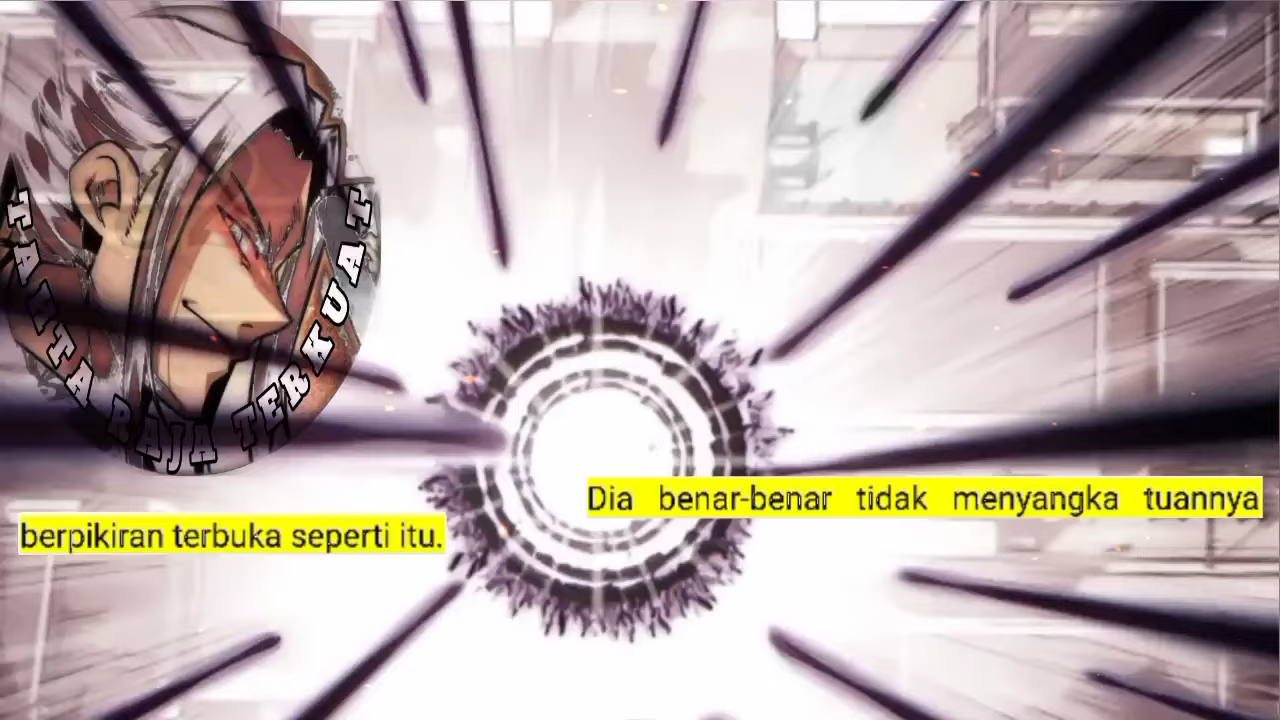 TAHTA RAJA TERKUAT
Dia benar-benar tidak menyangka tuannya
berpikiran terbuka seperti itu.